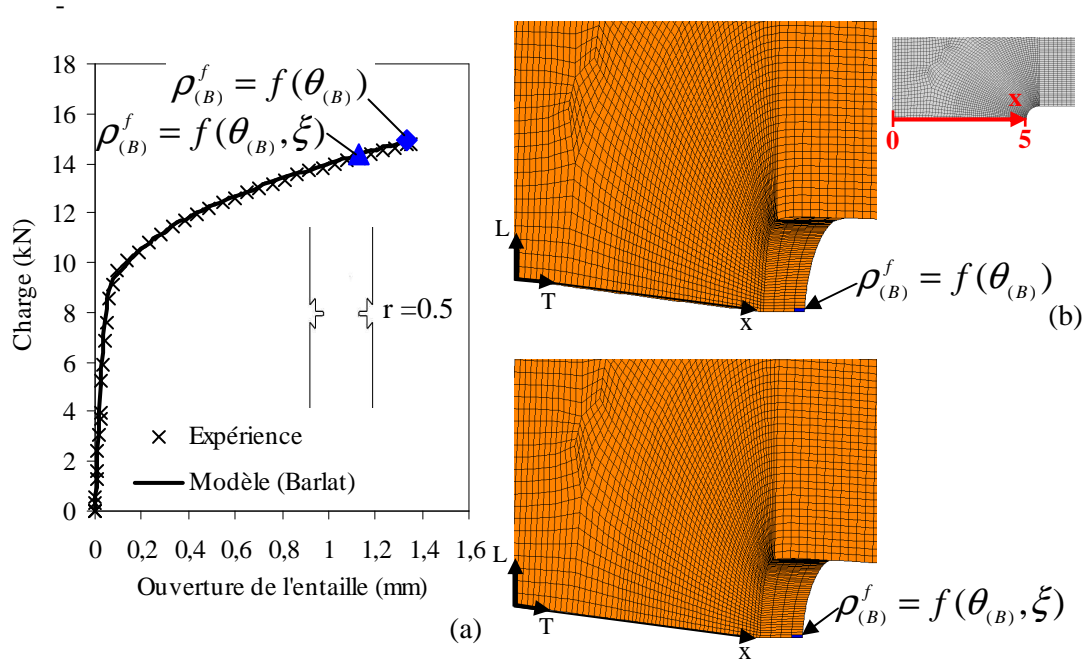 -
18
16
14
12
10
8
6
4
2
0
Charge (kN)
ρ^f_(B) = f(θ_(B))
ρ^f_(B) = f(θ_(B), ξ)
r =0.5
× Expérience
Modèle (Barlat)
0 0,2 0,4 0,6 0,8 1 1,2 1,4 1,6
Ouverture de l'entaille (mm)
(a)
L
T
x
ρ^f_(B) = f(θ_(B))
x
0
5
(b)
L
T
x
ρ^f_(B) = f(θ_(B), ξ)